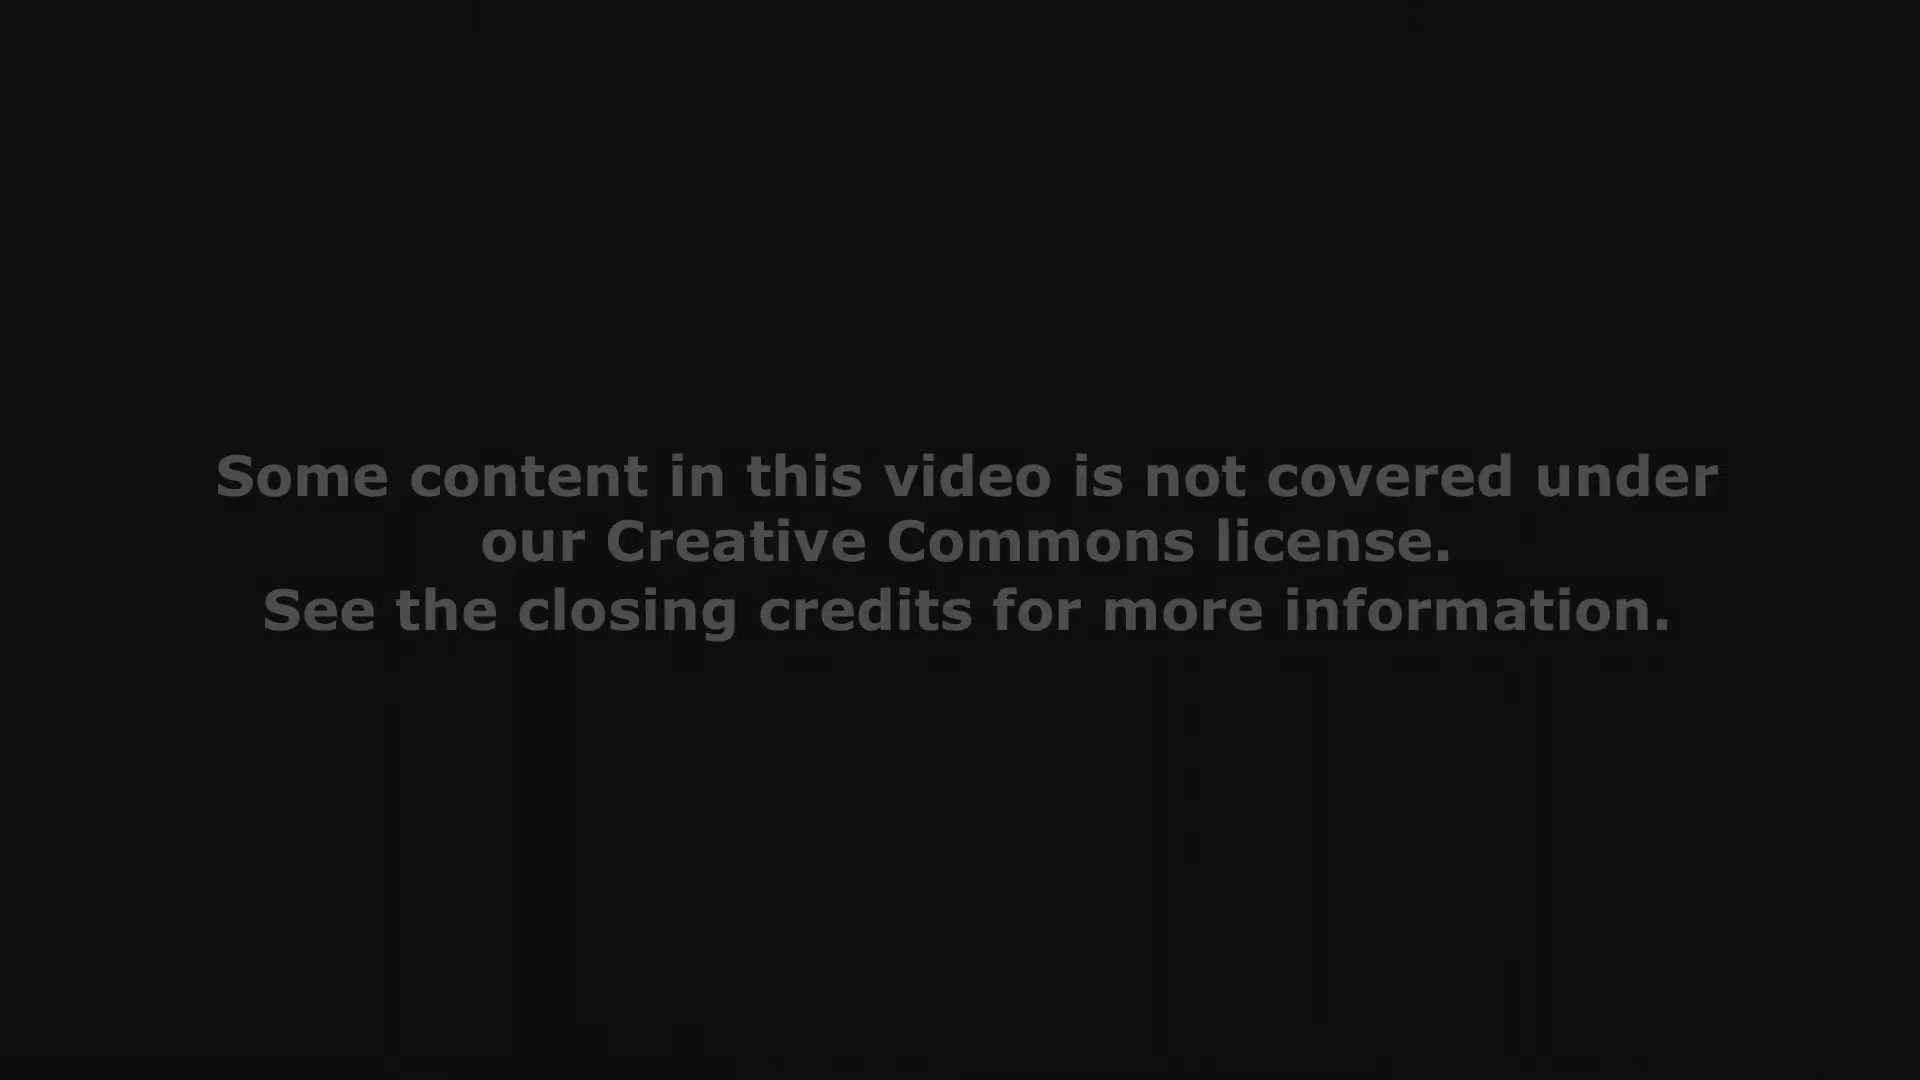 Some content in this video is not covered under
our Creative Commons license.
See the closing credits for more information.